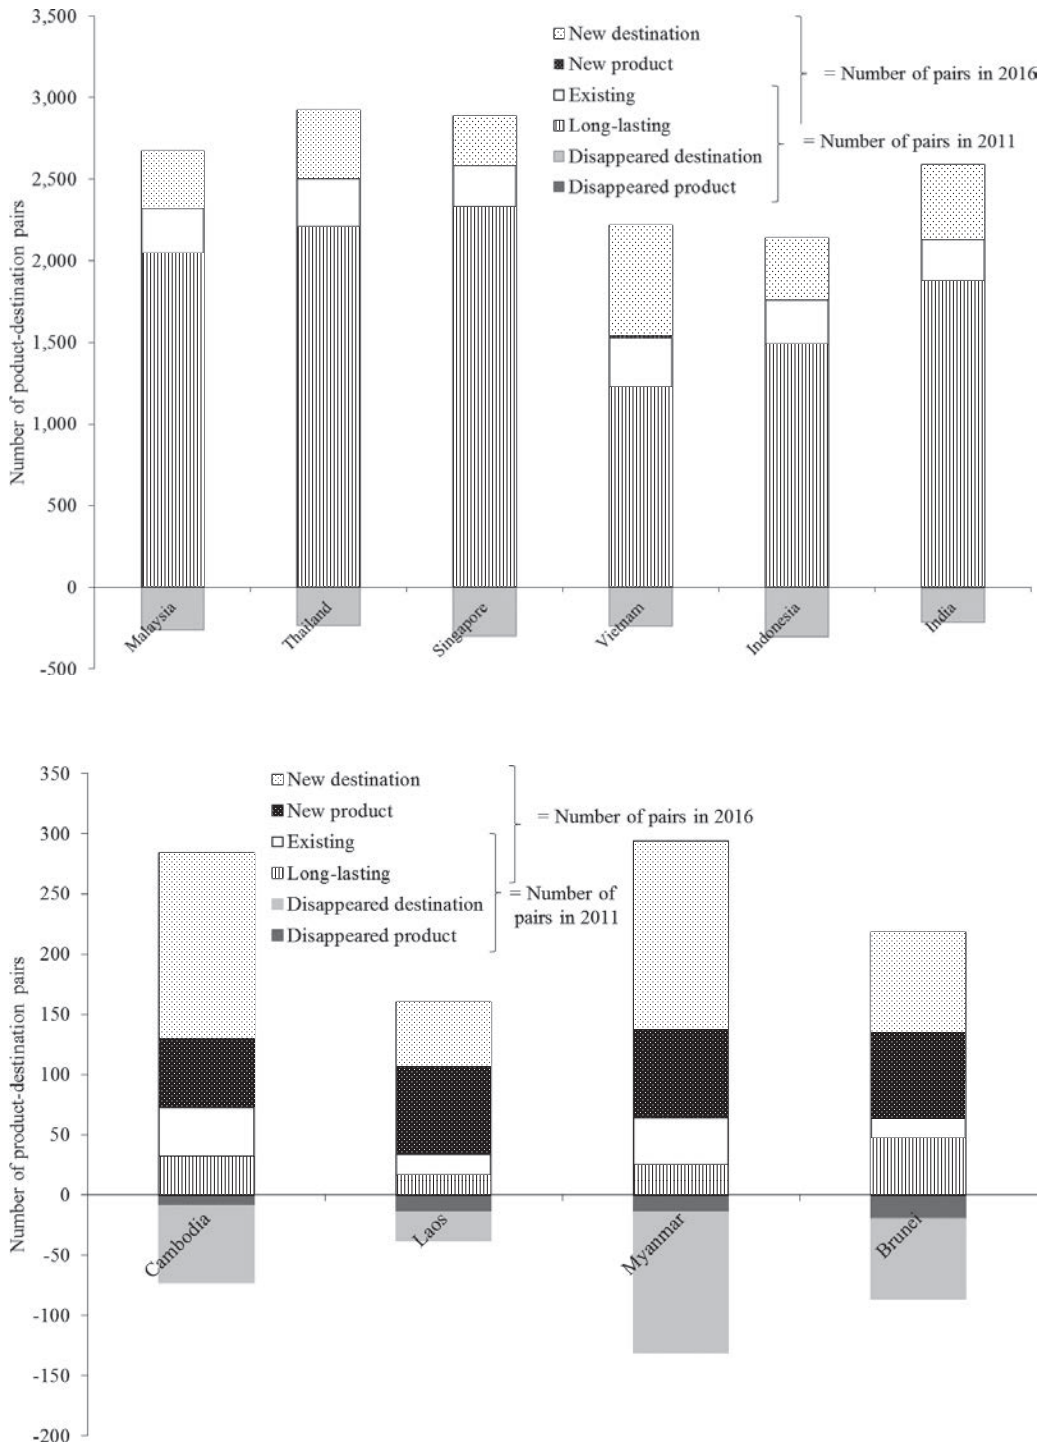 3,500
3,000
2,500
2,000
1,500
1,000
500
0
-500
Number of poduct-destination pairs
New destination
New product
Existing
Long-lasting
Disappeared destination
Disappeared product
= Number of pairs in 2016
= Number of pairs in 2011
Malaysia
Thailand
Singapore
Vietnam
Indonesia
India
350
300
250
200
150
100
50
0
-50
-100
-150
-200
Number of product-destination pairs
New destination
New product
Existing
Long-lasting
Disappeared destination
Disappeared product
= Number of pairs in 2016
= Number of
pairs in 2011
Cambodia
Laos
Myanmar
Brunei